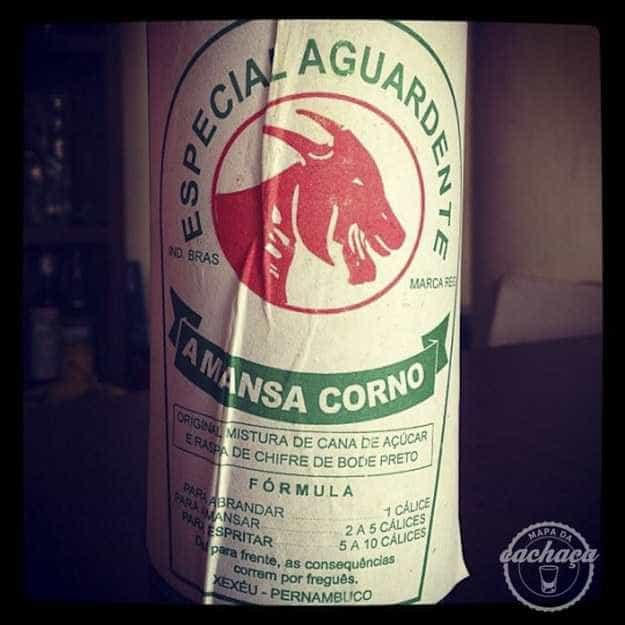 ESPECIAL AGUARDENTE
IND. BRAS
MARCA REG
AMANSA CORNO
ORIGINAL MISTURA DE CANA DE AÇÚCAR
E RASPA DE CHIFRE DE BODE PRETO
FÓRMULA
PARA ABRANDAR 1 CÁLICE
PARA AMANSAR 2 A 5 CÁLICES
PARA ESPRITAR 5 A 10 CÁLICES
para frente, as consequências
correm por freguês.
XEXÉU - PERNAMBUCO
MAPA DA
cachaça